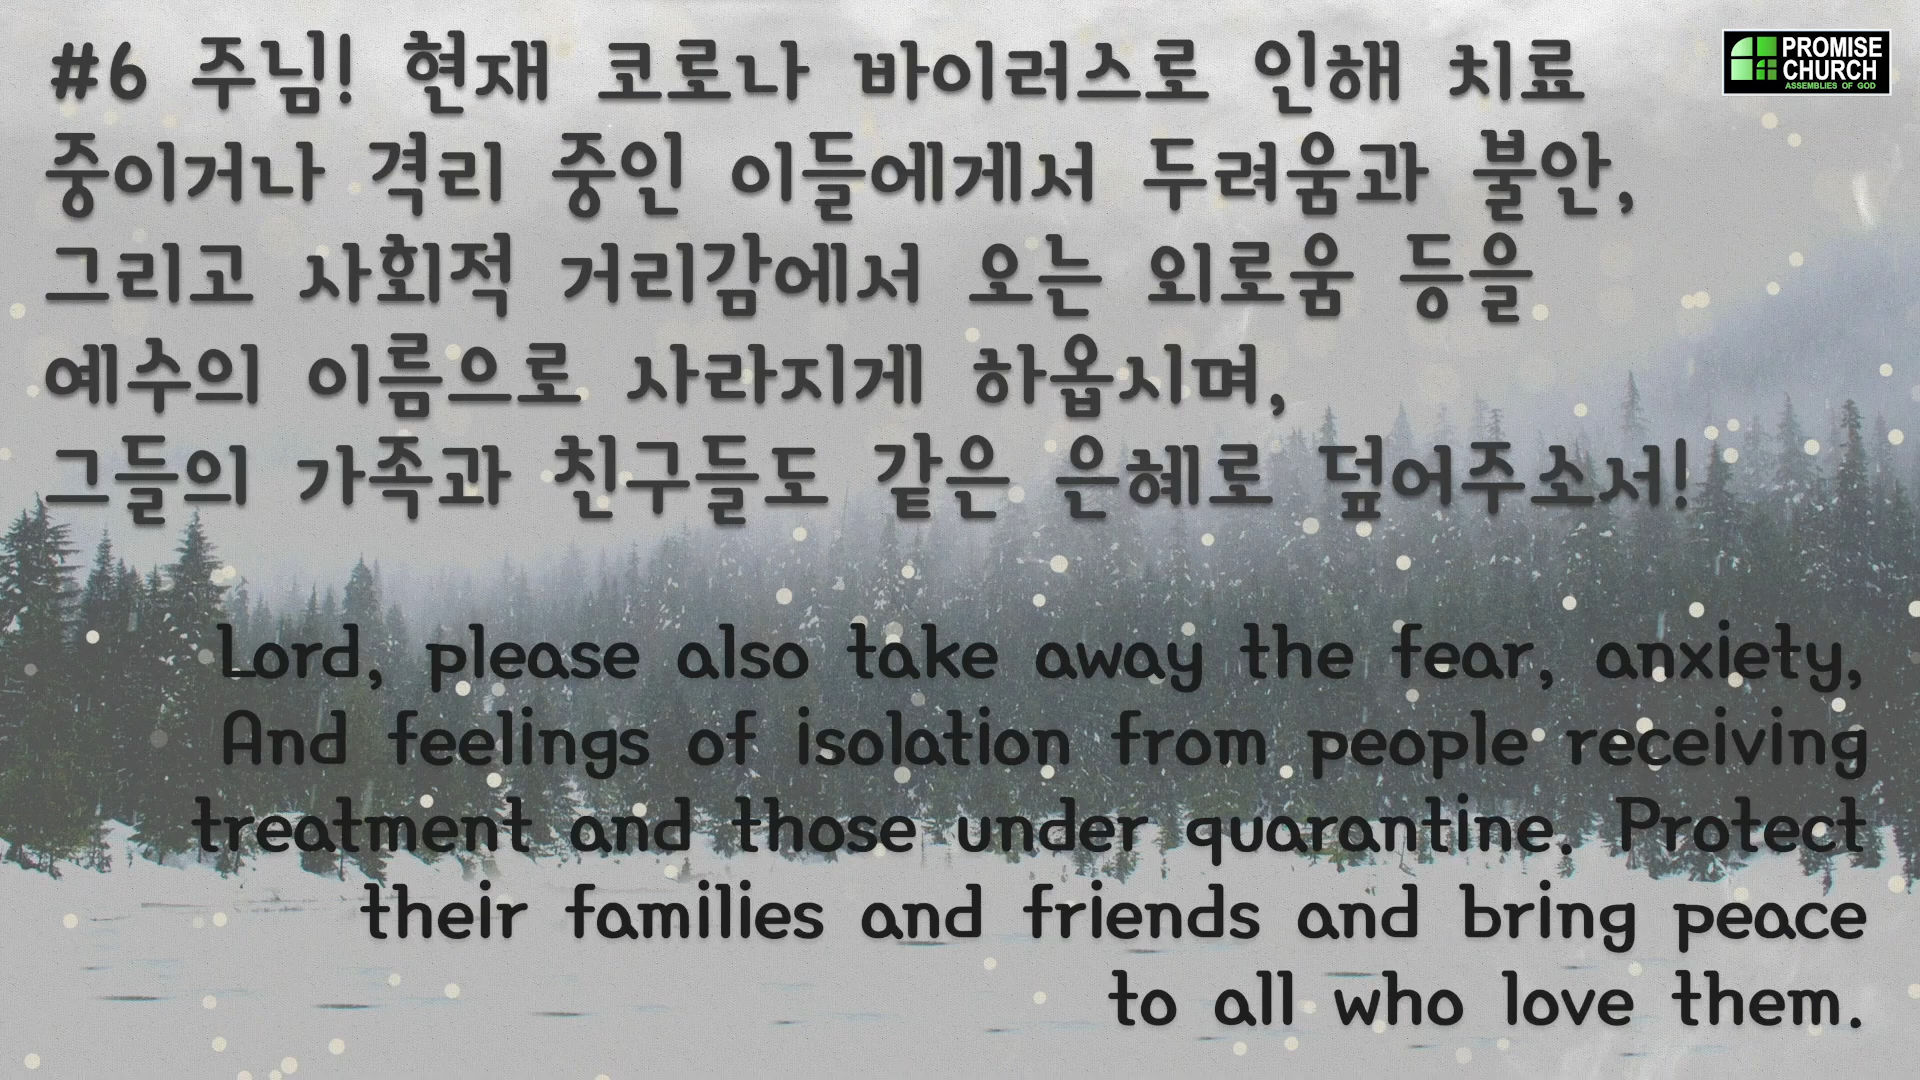 #6 주님! 현재 코로나 바이러스로 인해 치료
중이거나 격리 중인 이들에게서 두려움과 불안,
그리고 사회적 거리감에서 오는 외로움 등을
예수의 이름으로 사라지게 하옵시며,
그들의 가족과 친구들도 같은 은혜로 덮어주소서!
PROMISE
CHURCH
ASSEMBLIES OF GOD
Lord, please also take away the fear, anxiety,
And feelings of isolation from people receiving
treatment and those under quarantine. Protect
their families and friends and bring peace
to all who love them.